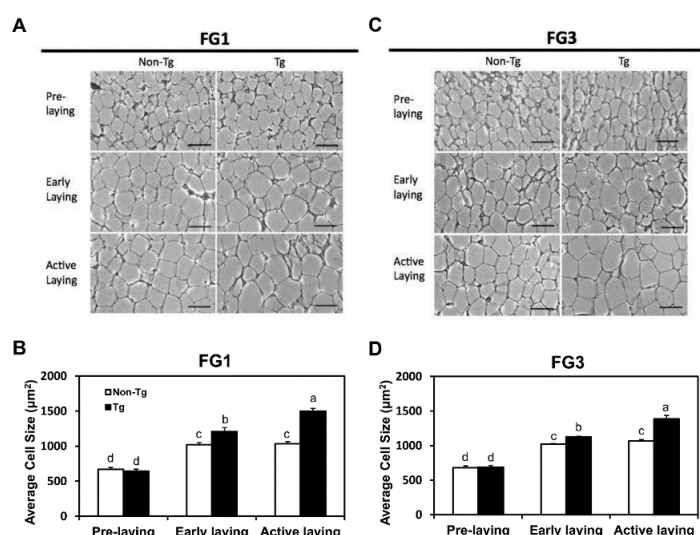 A
FG1
Non-Tg Tg
Pre-
laying
Early
Laying
Active
Laying
C
FG3
Non-Tg Tg
Pre-
laying
Early
laying
Active
Laying
B
FG1
Average Cell Size (µm²)
2000
1500
1000
500
0
Non-Tg
Tg
d d c b c a
Pre-laying Early laying Active laying
D
FG3
Average Cell Size (µm²)
2000
1500
1000
500
0
d d c b c a
Pre-laying Early laying Active laying